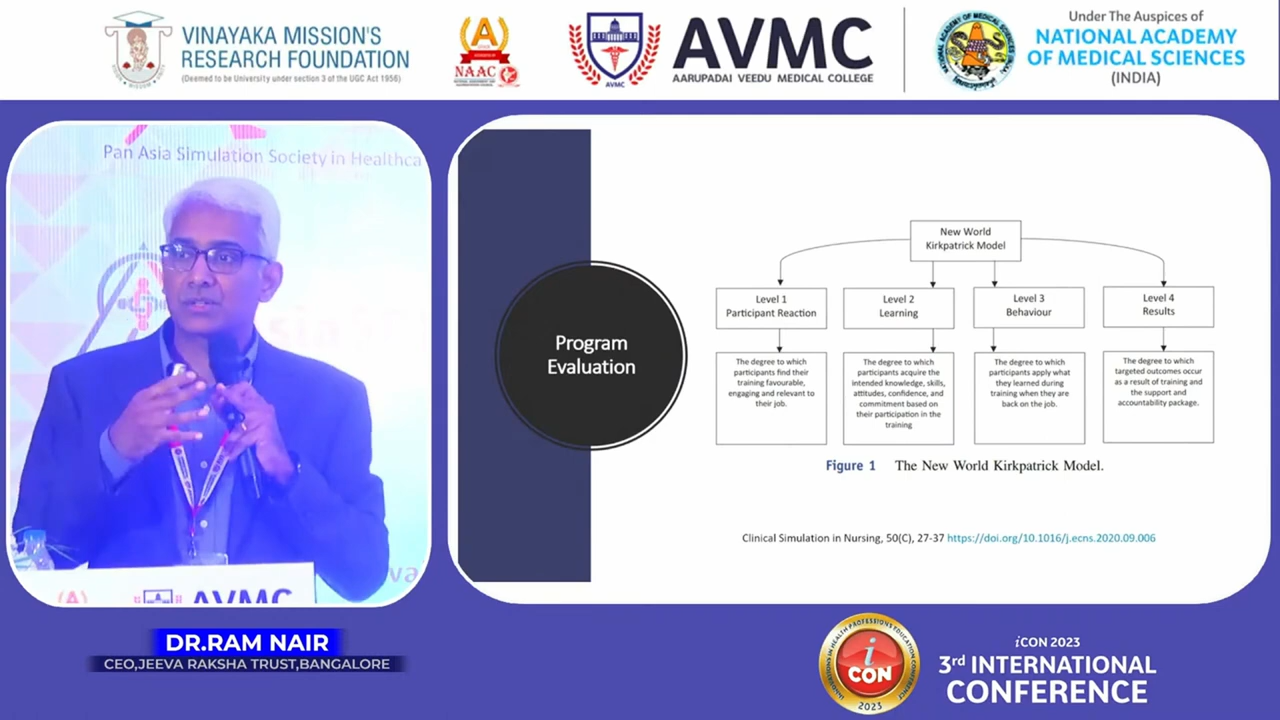 VINAYAKA MISSION'S
RESEARCH FOUNDATION
(Deemed to be University under section 3 of the UGC Act 1956)
NAAC
AVMC
AVMC
AARUPADAI VEEDU MEDICAL COLLEGE
Under The Auspices of
NATIONAL ACADEMY
OF MEDICAL SCIENCES
(INDIA)
Pan Asia Simulation Society in Healthca
AVMC
DR.RAM NAIR
CEO,JEEVA RAKSHA TRUST,BANGALORE
Program
Evaluation
New World
Kirkpatrick Model
Level 1
Participant Reaction
Level 2
Learning
Level 3
Behaviour
Level 4
Results
The degree to which
participants find their
training favourable,
engaging and relevant to
their job.
The degree to which
participants acquire the
intended knowledge, skills,
attitudes, confidence, and
commitment based on
their participation in the
training
The degree to which
participants apply what
they learned during
training when they are
back on the job.
The degree to which
targeted outcomes occur
as a result of training and
the support and
accountability package.
Figure 1 The New World Kirkpatrick Model.
Clinical Simulation in Nursing, 50(C), 27-37 https://doi.org/10.1016/j.ecns.2020.09.006
INNOVATIONS IN HEALTH PROFESSIONS EDUCATION CONFERENCE
i
CON
2023
iCON 2023
3rd INTERNATIONAL
CONFERENCE